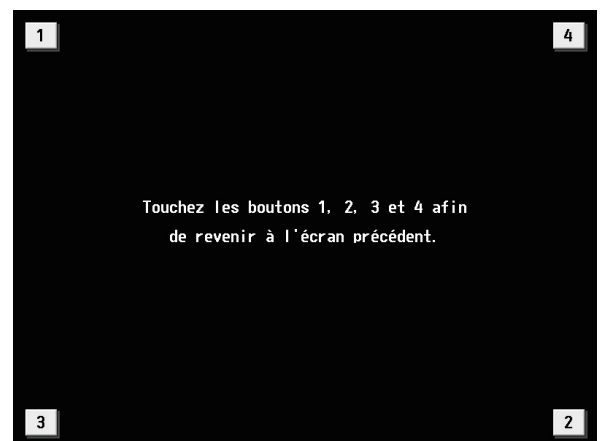 1
4
Touchez les boutons 1, 2, 3 et 4 afin
de revenir à l'écran précédent.
3
2